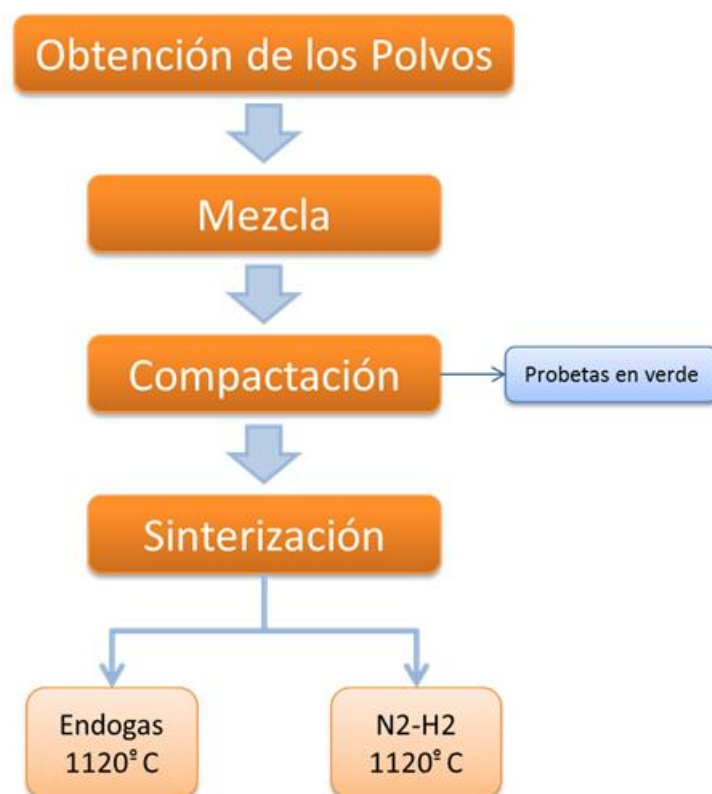 Obtención de los Polvos
Mezcla
Compactación
Probetas en verde
Sinterización
Endogas
1120º C
N2-H2
1120º C